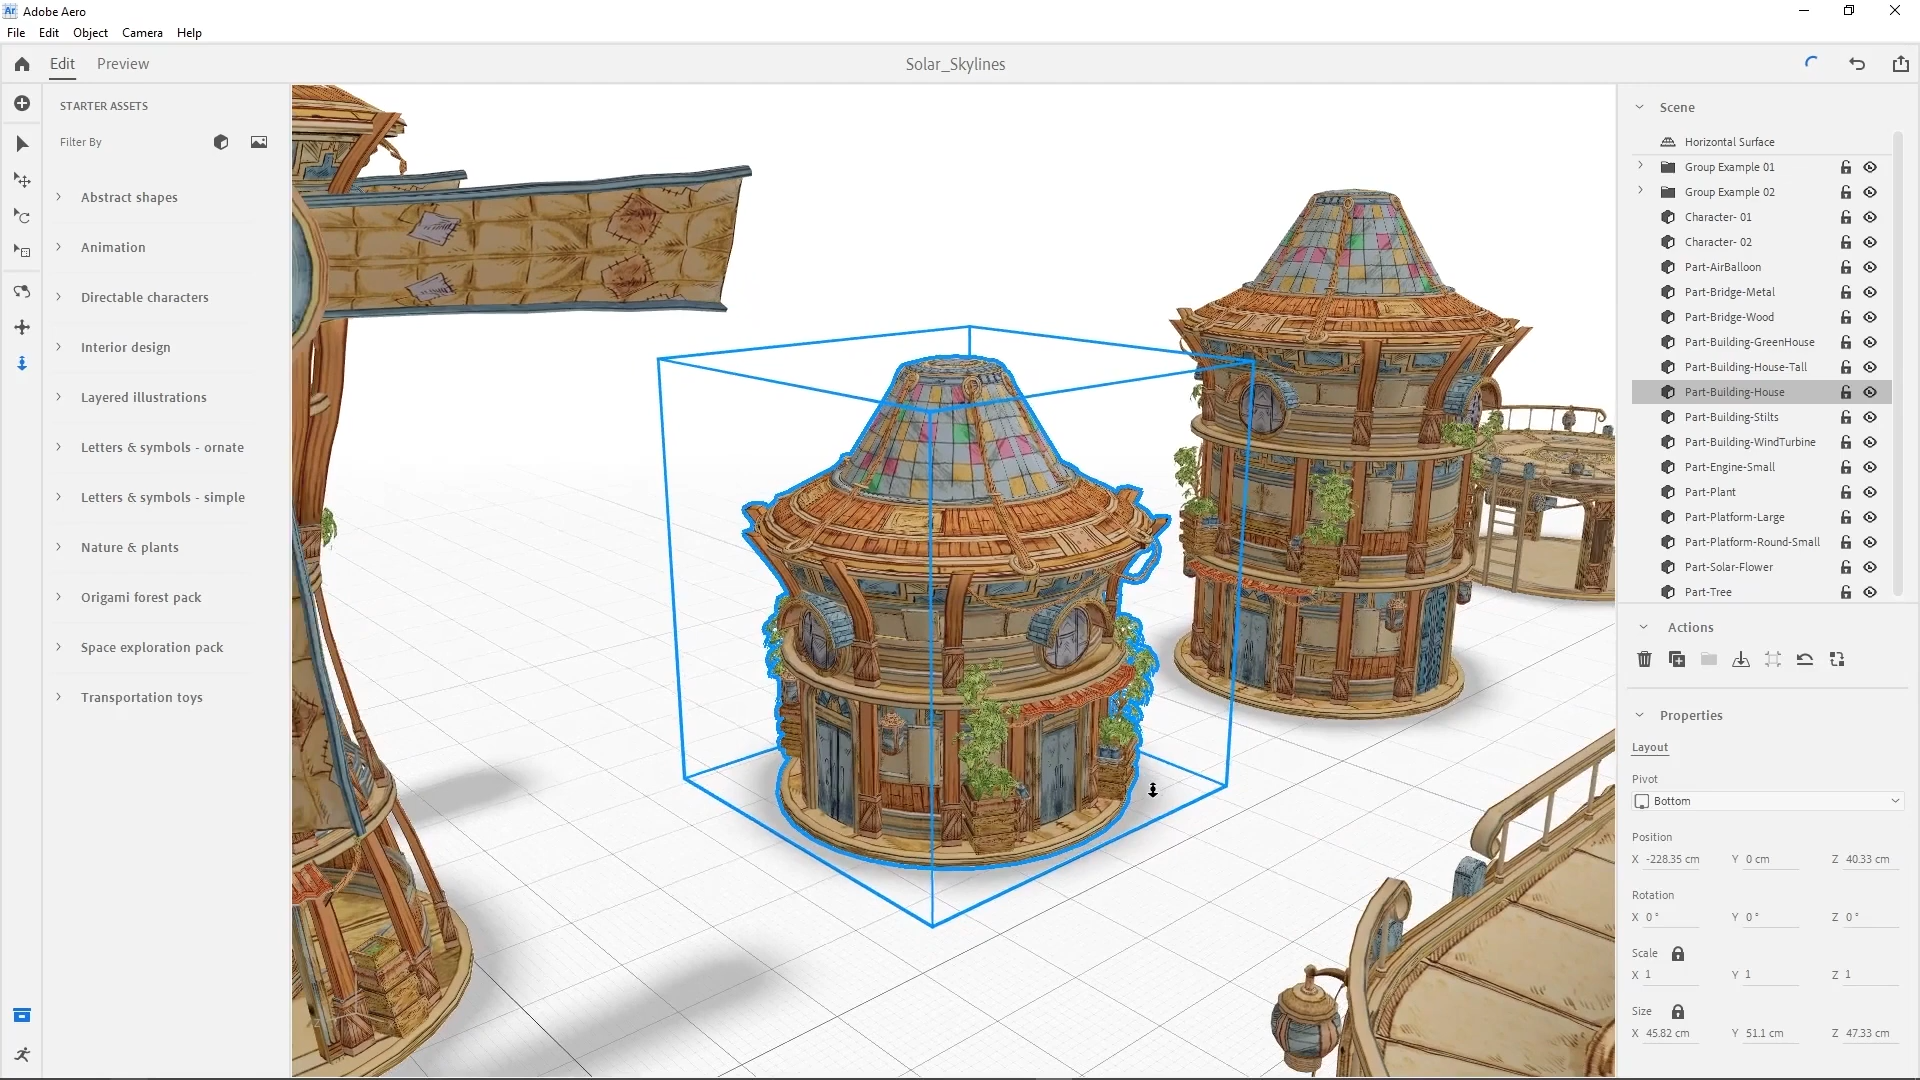 Ar Adobe Aero
File Edit Object Camera Help
Edit Preview
Solar_Skylines
STARTER ASSETS
Filter By
Abstract shapes
Animation
Directable characters
Interior design
Layered illustrations
Letters & symbols - ornate
Letters & symbols - simple
Nature & plants
Origami forest pack
Space exploration pack
Transportation toys
Scene
Horizontal Surface
Group Example 01
Group Example 02
Character- 01
Character- 02
Part-AirBalloon
Part-Bridge-Metal
Part-Bridge-Wood
Part-Building-GreenHouse
Part-Building-House-Tall
Part-Building-House
Part-Building-Stilts
Part-Building-WindTurbine
Part-Engine-Small
Part-Plant
Part-Platform-Large
Part-Platform-Round-Small
Part-Solar-Flower
Part-Tree
Actions
Properties
Layout
Pivot
Bottom
Position
X -228.35 cm Y 0 cm Z 40.33 cm
Rotation
X 0° Y 0° Z 0°
Scale
X 1 Y 1 Z 1
Size
X 45.82 cm Y 51.1 cm Z 47.33 cm